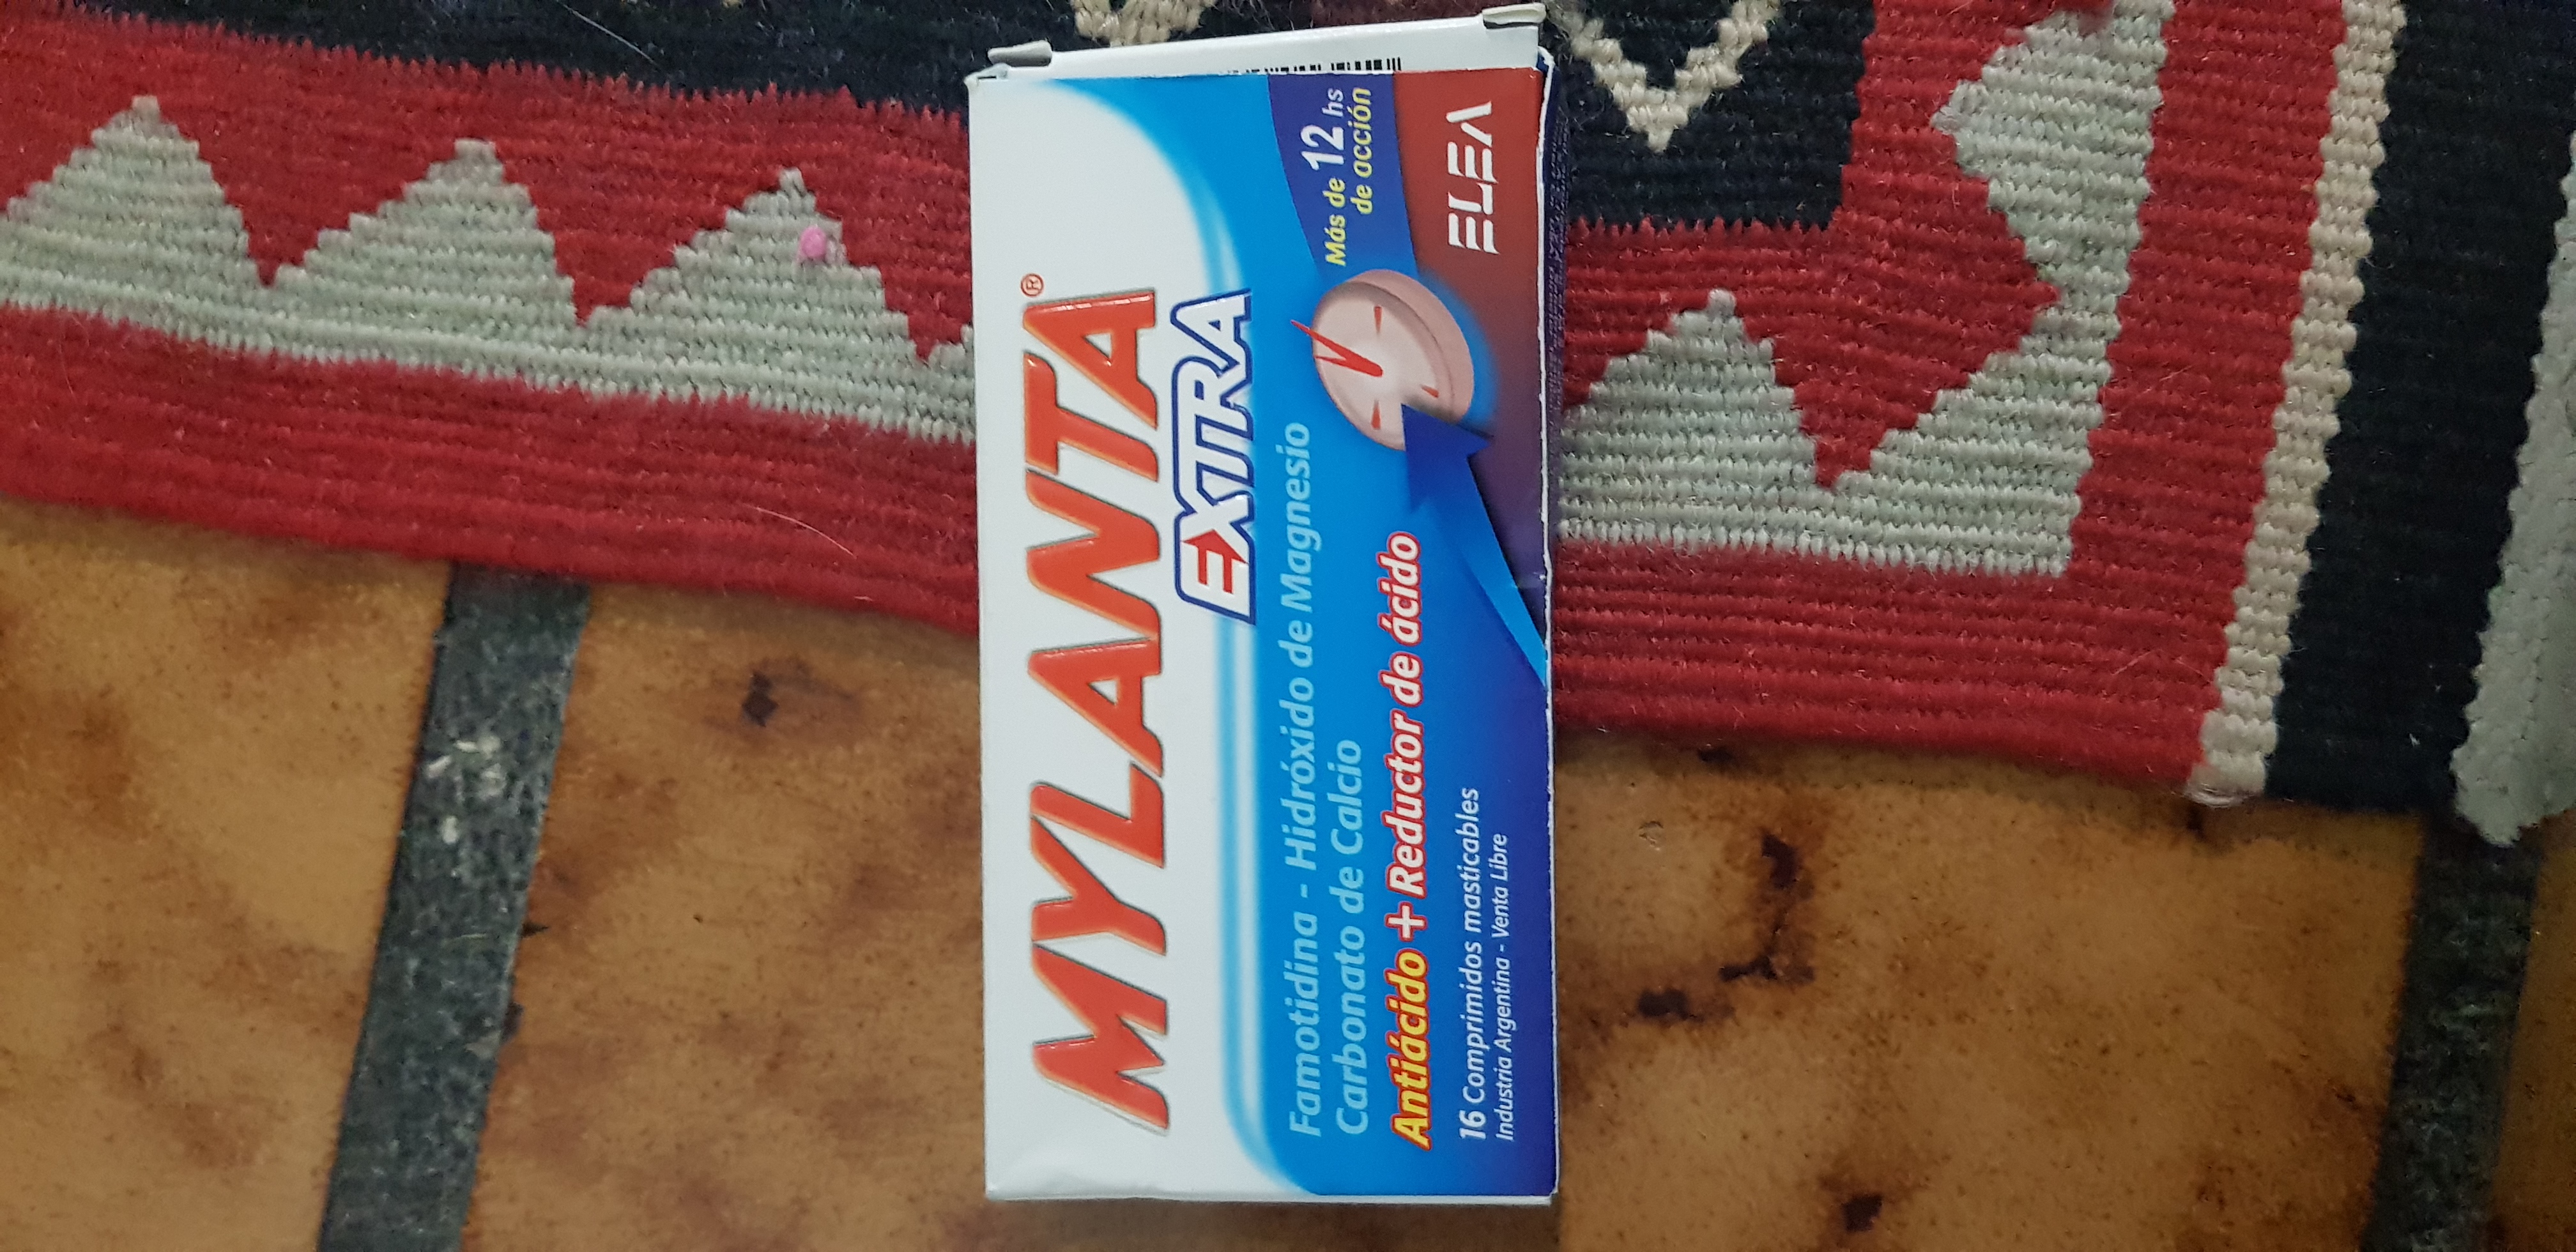 MYLANTA®
EXTRA
Famotidina - Hidróxido de Magnesio
Carbonato de Calcio
Antiácido + Reductor de ácido
16 Comprimidos masticables
Industria Argentina - Venta Libre
Más de 12 hs
de acción
ELEA